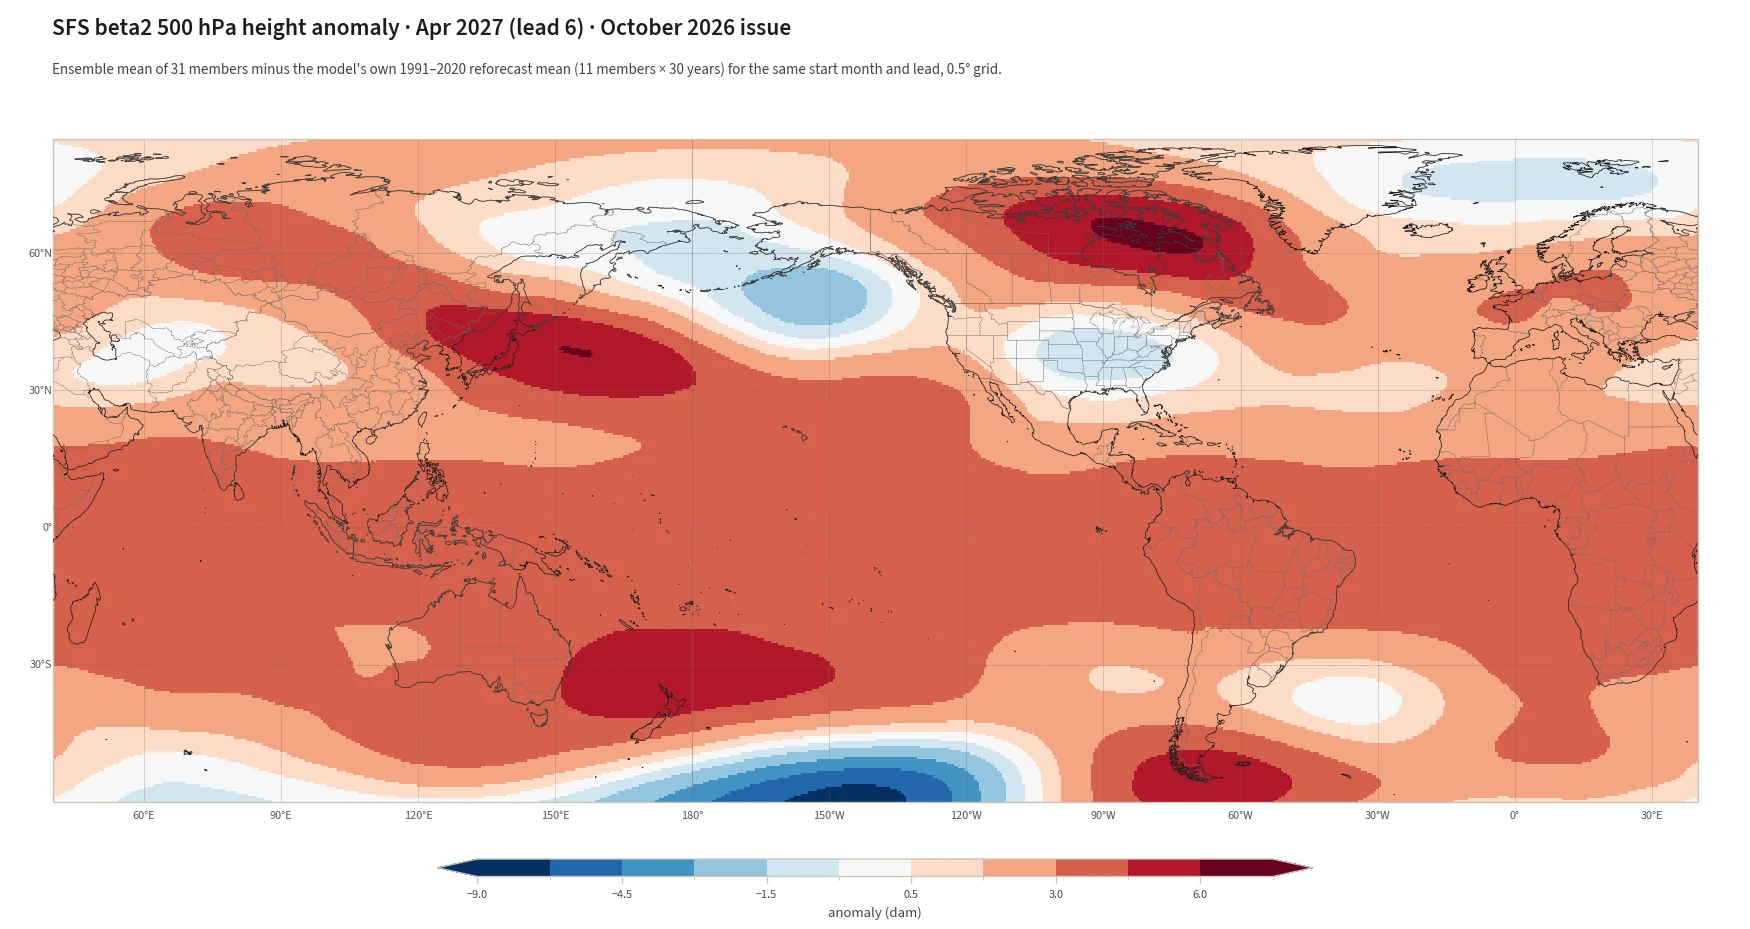 SFS beta2 500 hPa height anomaly · Apr 2027 (lead 6) · October 2026 issue
Ensemble mean of 31 members minus the model's own 1991–2020 reforecast mean (11 members × 30 years) for the same start month and lead, 0.5° grid.
60°N
30°N
0°
30°S
60°E 90°E 120°E 150°E 180° 150°W 120°W 90°W 60°W 30°W 0° 30°E
−9.0 −4.5 −1.5 0.5 3.0 6.0
anomaly (dam)